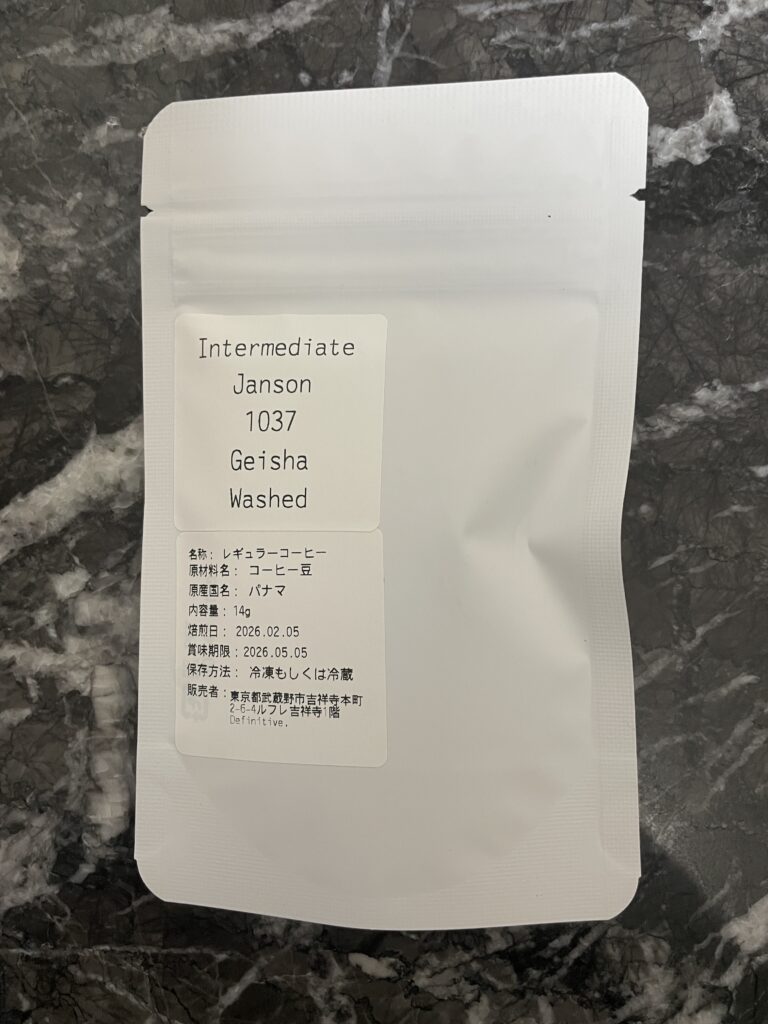 Intermediate
Janson
1037
Geisha
Washed
名称： レギュラーコーヒー
原材料名： コーヒー豆
原産国名： パナマ
内容量： 14g
焙煎日： 2026.02.05
賞味期限：2026.05.05
保存方法： 冷凍もしくは冷蔵
販売者：東京都武蔵野市吉祥寺本町
2-6-4ルフレ吉祥寺1階
Definitive.